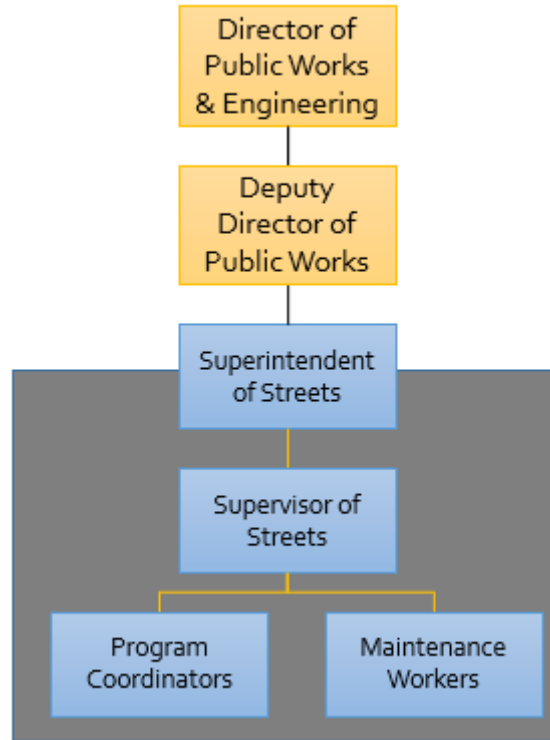 Director of
Public Works
& Engineering
Deputy
Director of
Public Works
Superintendent
of Streets
Supervisor of
Streets
Program
Coordinators
Maintenance
Workers